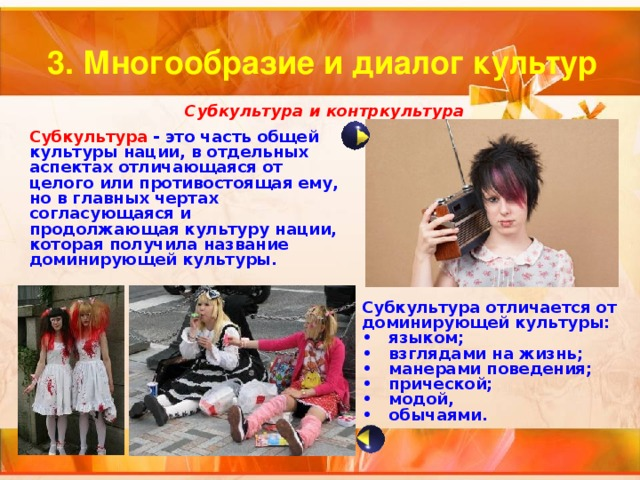 3. Многообразие и диалог культур
Субкультура и контркультура
Субкультура - это часть общей
культуры нации, в отдельных
аспектах отличающаяся от
целого или противостоящая ему,
но в главных чертах
согласующаяся и
продолжающая культуру нации,
которая получила название
доминирующей культуры.
Субкультура отличается от
доминирующей культуры:
• языком;
• взглядами на жизнь;
• манерами поведения;
• прической;
• модой,
• обычаями.